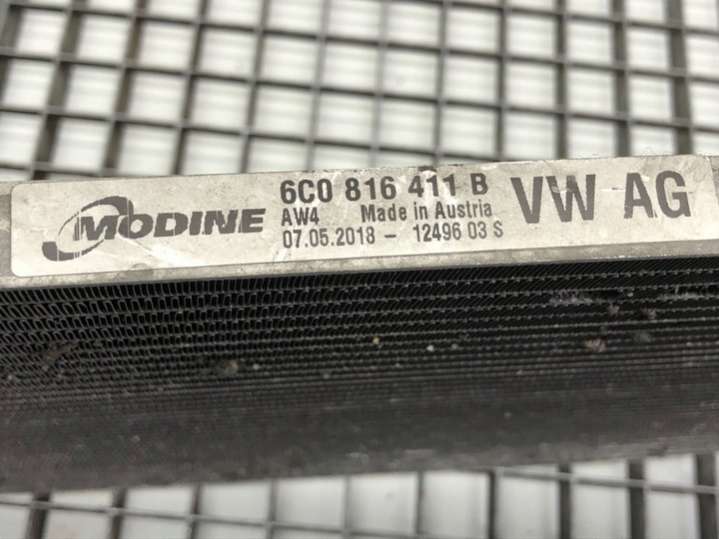 MODINE
6C0 816 411 B
AW4 Made in Austria
07.05.2018 - 12496 03 S
VW AG